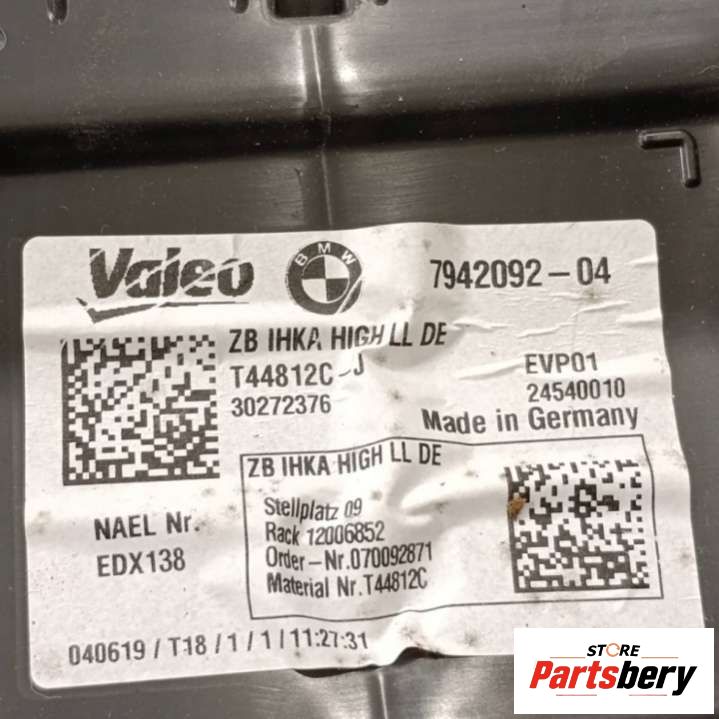 Valeo
BMW
7942092-04
ZB IHKA HIGH LL DE
T44812C-J
30272376
EVP01
24540010
Made in Germany
NAEL Nr.
EDX138
ZB IHKA HIGH LL DE
Stellplatz 09
Rack 12006852
Order-Nr.070092871
Material Nr.T44812C
040619/T18/1/1/11:27:31
STORE
Partsbery